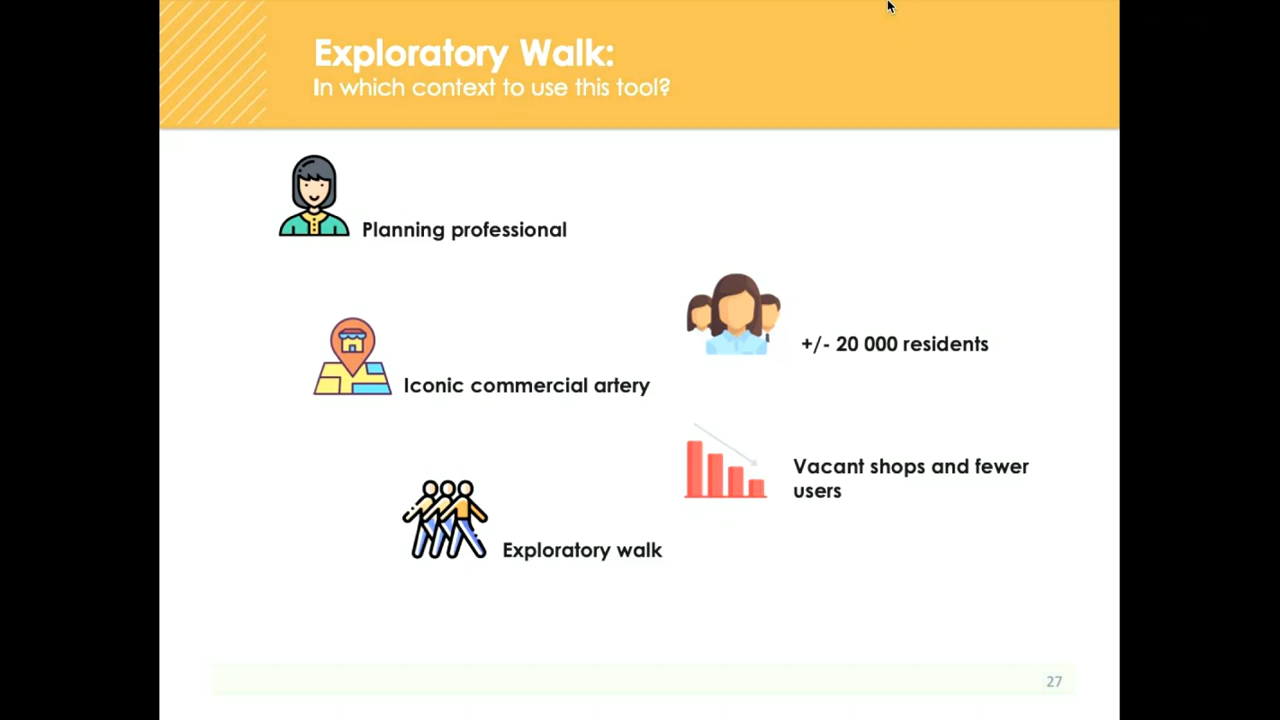 Exploratory Walk:
In which context to use this tool?
Planning professional
+/- 20 000 residents
Iconic commercial artery
Vacant shops and fewer
users
Exploratory walk
27